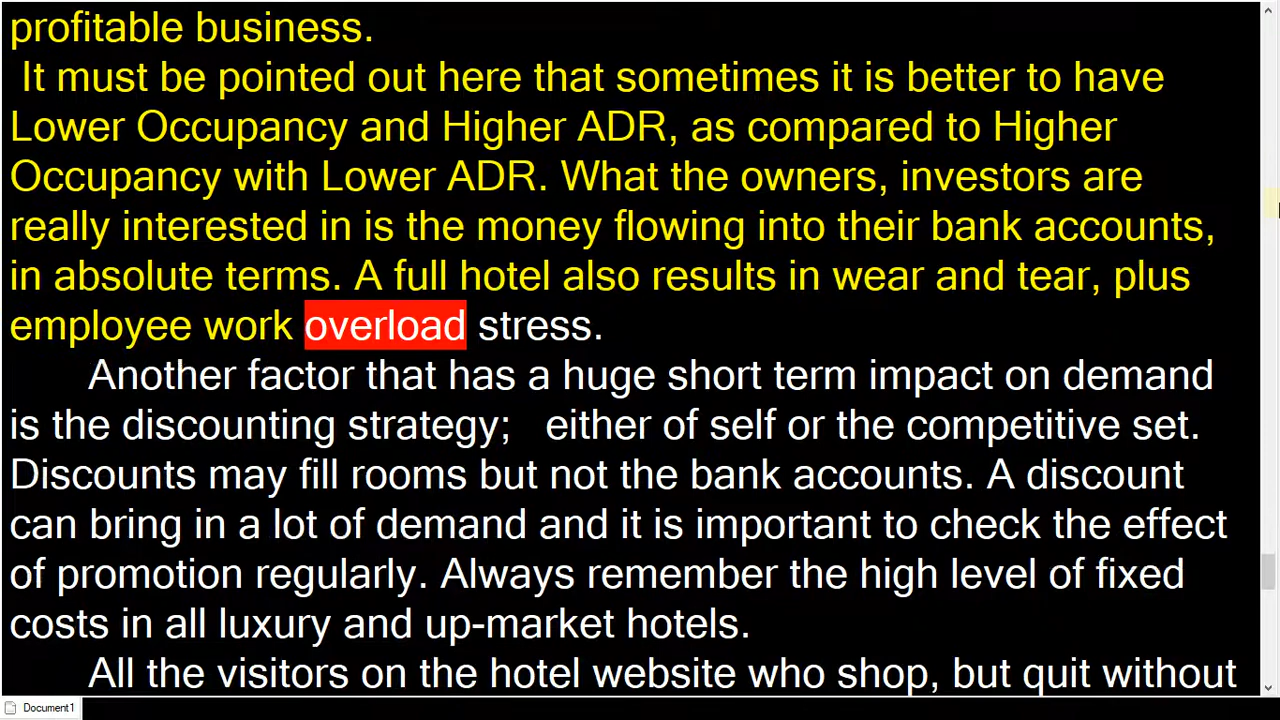 profitable business.
It must be pointed out here that sometimes it is better to have
Lower Occupancy and Higher ADR, as compared to Higher
Occupancy with Lower ADR. What the owners, investors are
really interested in is the money flowing into their bank accounts,
in absolute terms. A full hotel also results in wear and tear, plus
employee work overload stress.
Another factor that has a huge short term impact on demand
is the discounting strategy;   either of self or the competitive set.
Discounts may fill rooms but not the bank accounts. A discount
can bring in a lot of demand and it is important to check the effect
of promotion regularly. Always remember the high level of fixed
costs in all luxury and up-market hotels.
All the visitors on the hotel website who shop, but quit without
Document1